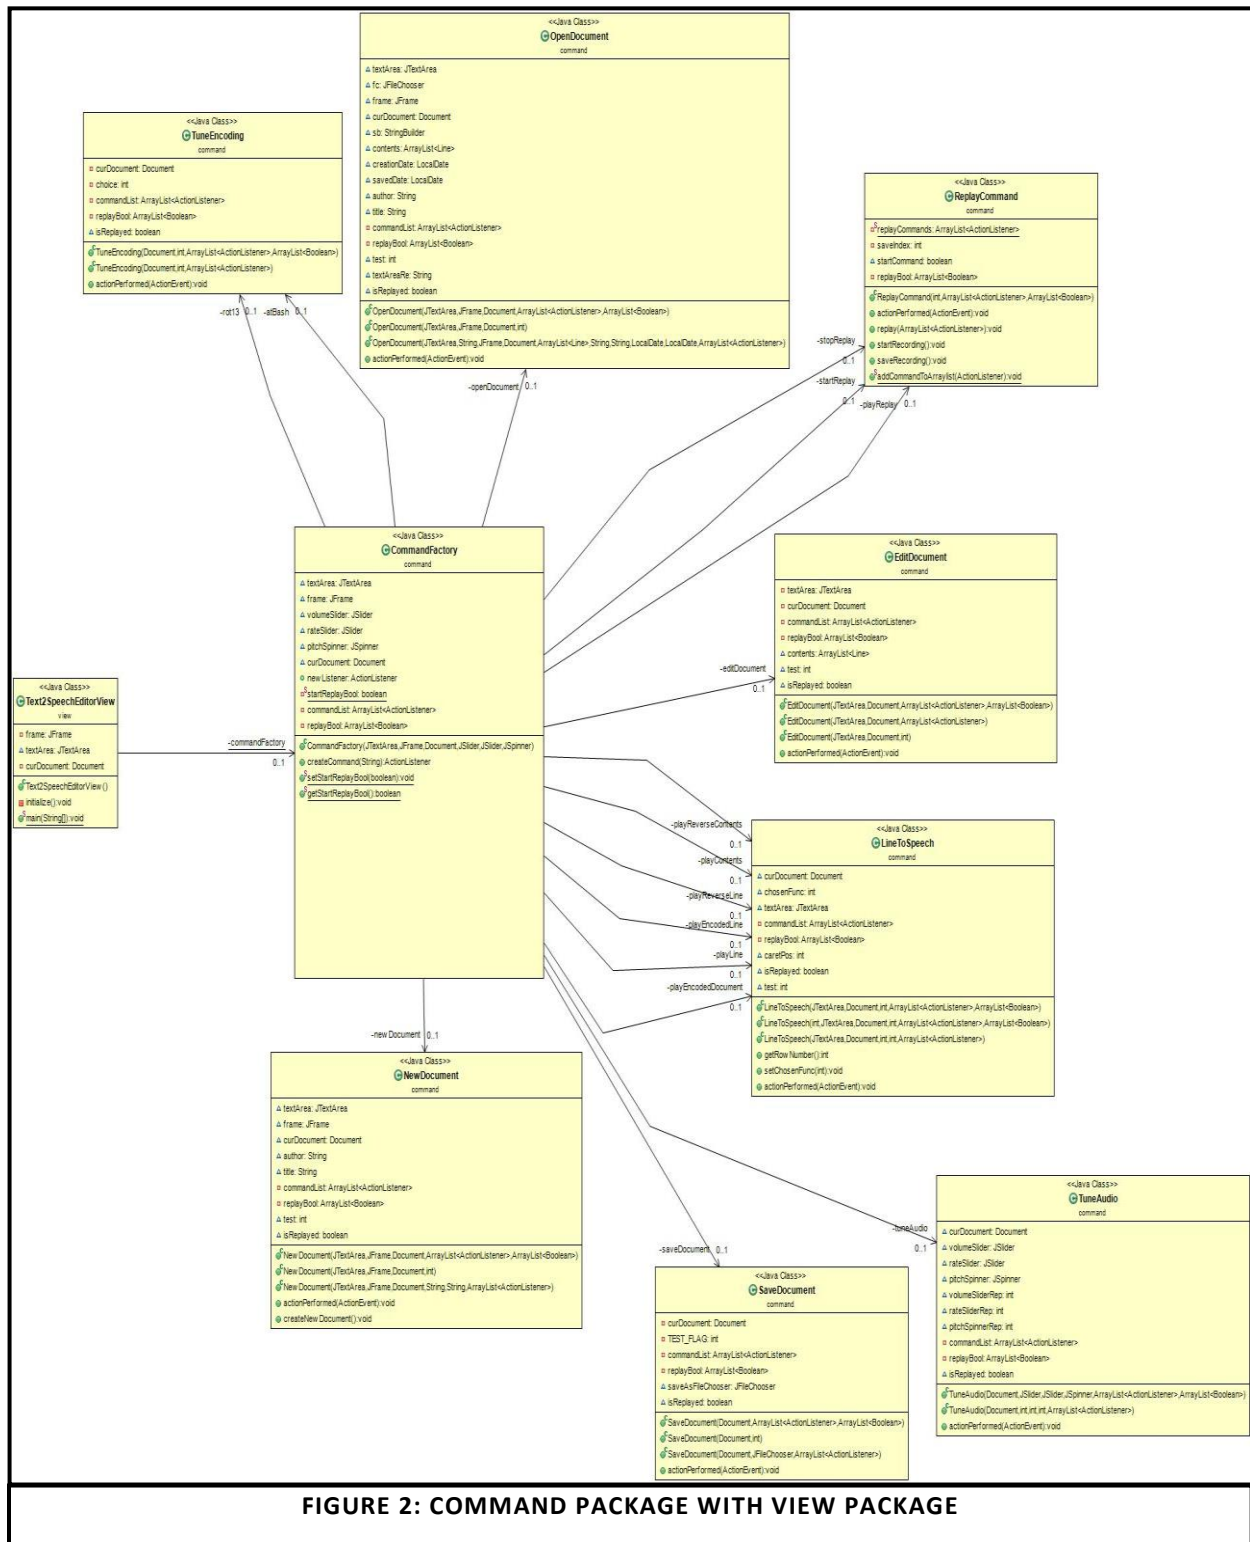 <<Java Class>>
OpenDocument
command
textArea: JTextArea
fc: JFileChooser
frame: JFrame
curDocument: Document
sb: StringBuilder
contents: ArrayList<Line>
creationDate: LocalDate
savedDate: LocalDate
author: String
title: String
commandList: ArrayList<ActionListener>
replayBool: ArrayList<Boolean>
test: int
textAreaRe: String
isReplayed: boolean
OpenDocument(JTextArea,JFrame,Document,ArrayList<ActionListener>,ArrayList<Boolean>)
OpenDocument(JTextArea,JFrame,Document,int)
OpenDocument(JTextArea,String,JFrame,Document,ArrayList<Line>,String,String,LocalDate,LocalDate,ArrayList<ActionListener>)
actionPerformed(ActionEvent):void
<<Java Class>>
TuneEncoding
command
curDocument: Document
choice: int
commandList: ArrayList<ActionListener>
replayBool: ArrayList<Boolean>
isReplayed: boolean
TuneEncoding(Document,int,ArrayList<ActionListener>,ArrayList<Boolean>)
TuneEncoding(Document,int,ArrayList<ActionListener>)
actionPerformed(ActionEvent):void
<<Java Class>>
ReplayCommand
command
replayCommands: ArrayList<ActionListener>
saveIndex: int
startCommand: boolean
replayBool: ArrayList<Boolean>
ReplayCommand(int,ArrayList<ActionListener>,ArrayList<Boolean>)
actionPerformed(ActionEvent):void
replay(ArrayList<ActionListener>):void
startRecording():void
saveRecording():void
addCommandToArraylist(ActionListener):void
-rot13 0..1
-atBash 0..1
-openDocument 0..1
-stopReplay
0..1
-startReplay
0..1
-playReplay 0..1
<<Java Class>>
CommandFactory
command
textArea: JTextArea
frame: JFrame
volumeSlider: JSlider
rateSlider: JSlider
pitchSpinner: JSpinner
curDocument: Document
newListener: ActionListener
startReplayBool: boolean
commandList: ArrayList<ActionListener>
replayBool: ArrayList<Boolean>
CommandFactory(JTextArea,JFrame,Document,JSlider,JSlider,JSpinner)
createCommand(String):ActionListener
setStartReplayBool(boolean):void
getStartReplayBool():boolean
<<Java Class>>
EditDocument
command
textArea: JTextArea
curDocument: Document
commandList: ArrayList<ActionListener>
replayBool: ArrayList<Boolean>
contents: ArrayList<Line>
test: int
isReplayed: boolean
EditDocument(JTextArea,Document,ArrayList<ActionListener>,ArrayList<Boolean>)
EditDocument(JTextArea,Document,ArrayList<ActionListener>)
EditDocument(JTextArea,Document,int)
actionPerformed(ActionEvent):void
-editDocument
0..1
<<Java Class>>
Text2SpeechEditorView
view
frame: JFrame
textArea: JTextArea
curDocument: Document
Text2SpeechEditorView()
initialize():void
main(String[]):void
-commandFactory
0..1
-playReverseContents
0..1
-playContents
0..1
-playReverseLine
0..1
-playEncodedLine
0..1
-playLine
0..1
-playEncodedDocument
0..1
<<Java Class>>
LineToSpeech
command
curDocument: Document
chosenFunc: int
textArea: JTextArea
commandList: ArrayList<ActionListener>
replayBool: ArrayList<Boolean>
caretPos: int
isReplayed: boolean
test: int
LineToSpeech(JTextArea,Document,int,ArrayList<ActionListener>,ArrayList<Boolean>)
LineToSpeech(int,JTextArea,Document,int,ArrayList<ActionListener>,ArrayList<Boolean>)
LineToSpeech(JTextArea,Document,int,int,ArrayList<ActionListener>)
getRowNumber():int
setChosenFunc(int):void
actionPerformed(ActionEvent):void
-newDocument 0..1
<<Java Class>>
NewDocument
command
textArea: JTextArea
frame: JFrame
curDocument: Document
author: String
title: String
commandList: ArrayList<ActionListener>
replayBool: ArrayList<Boolean>
test: int
isReplayed: boolean
NewDocument(JTextArea,JFrame,Document,ArrayList<ActionListener>,ArrayList<Boolean>)
NewDocument(JTextArea,JFrame,Document,int)
NewDocument(JTextArea,JFrame,Document,String,String,ArrayList<ActionListener>)
actionPerformed(ActionEvent):void
createNewDocument():void
-saveDocument 0..1
<<Java Class>>
SaveDocument
command
curDocument: Document
TEST_FLAG: int
commandList: ArrayList<ActionListener>
replayBool: ArrayList<Boolean>
saveAsFileChooser: JFileChooser
isReplayed: boolean
SaveDocument(Document,ArrayList<ActionListener>,ArrayList<Boolean>)
SaveDocument(Document,int)
SaveDocument(Document,JFileChooser,ArrayList<ActionListener>)
actionPerformed(ActionEvent):void
-tuneAudio
0..1
<<Java Class>>
TuneAudio
command
curDocument: Document
volumeSlider: JSlider
rateSlider: JSlider
pitchSpinner: JSpinner
volumeSliderRep: int
rateSliderRep: int
pitchSpinnerRep: int
commandList: ArrayList<ActionListener>
replayBool: ArrayList<Boolean>
isReplayed: boolean
TuneAudio(Document,JSlider,JSlider,JSpinner,ArrayList<ActionListener>,ArrayList<Boolean>)
TuneAudio(Document,int,int,int,ArrayList<ActionListener>)
actionPerformed(ActionEvent):void
FIGURE 2: COMMAND PACKAGE WITH VIEW PACKAGE